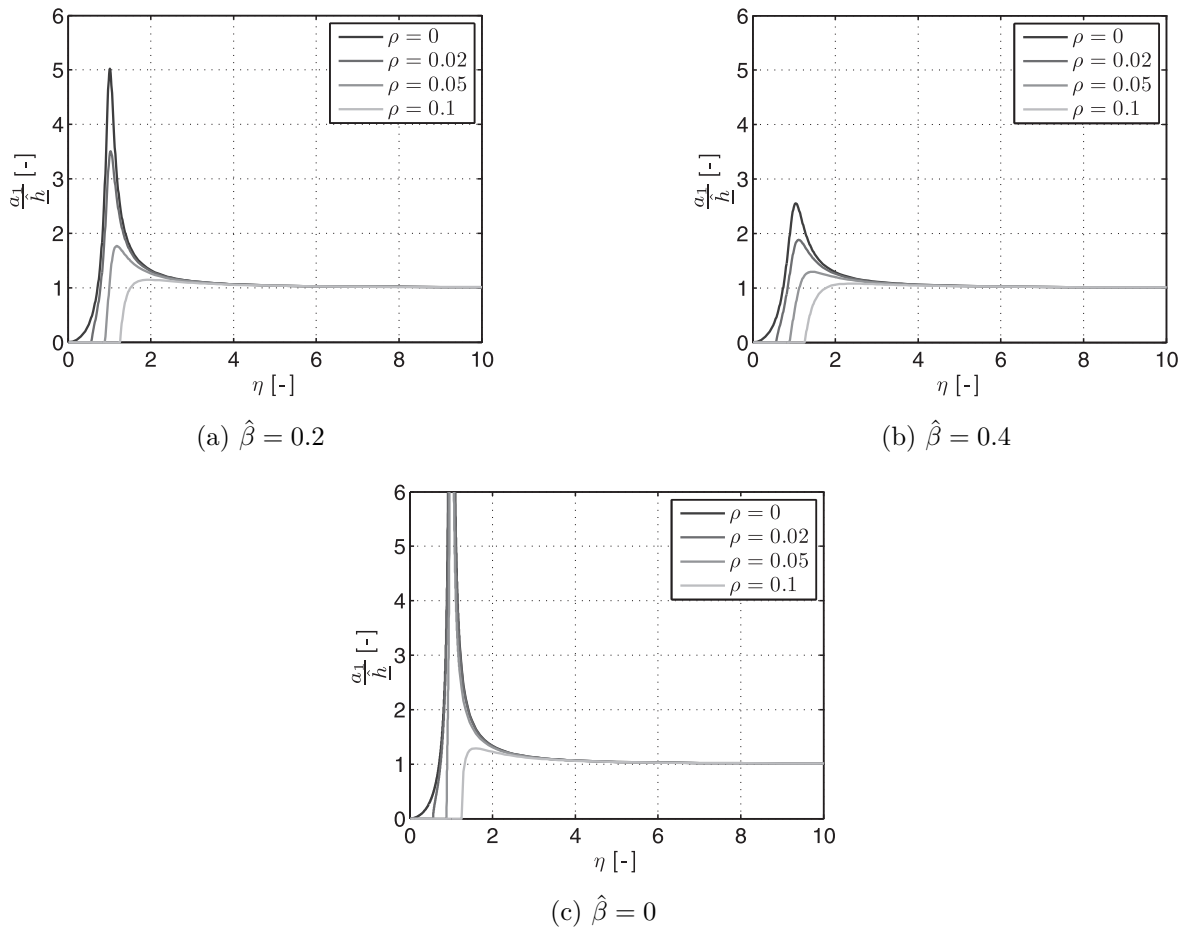 6
5
4
3
2
1
0
0 2 4 6 8 10
a₁/ĥ [-]
η [-]
ρ = 0
ρ = 0.02
ρ = 0.05
ρ = 0.1
(a) β̂ = 0.2
6
5
4
3
2
1
0
0 2 4 6 8 10
a₁/ĥ [-]
η [-]
ρ = 0
ρ = 0.02
ρ = 0.05
ρ = 0.1
(b) β̂ = 0.4
6
5
4
3
2
1
0
0 2 4 6 8 10
a₁/ĥ [-]
η [-]
ρ = 0
ρ = 0.02
ρ = 0.05
ρ = 0.1
(c) β̂ = 0